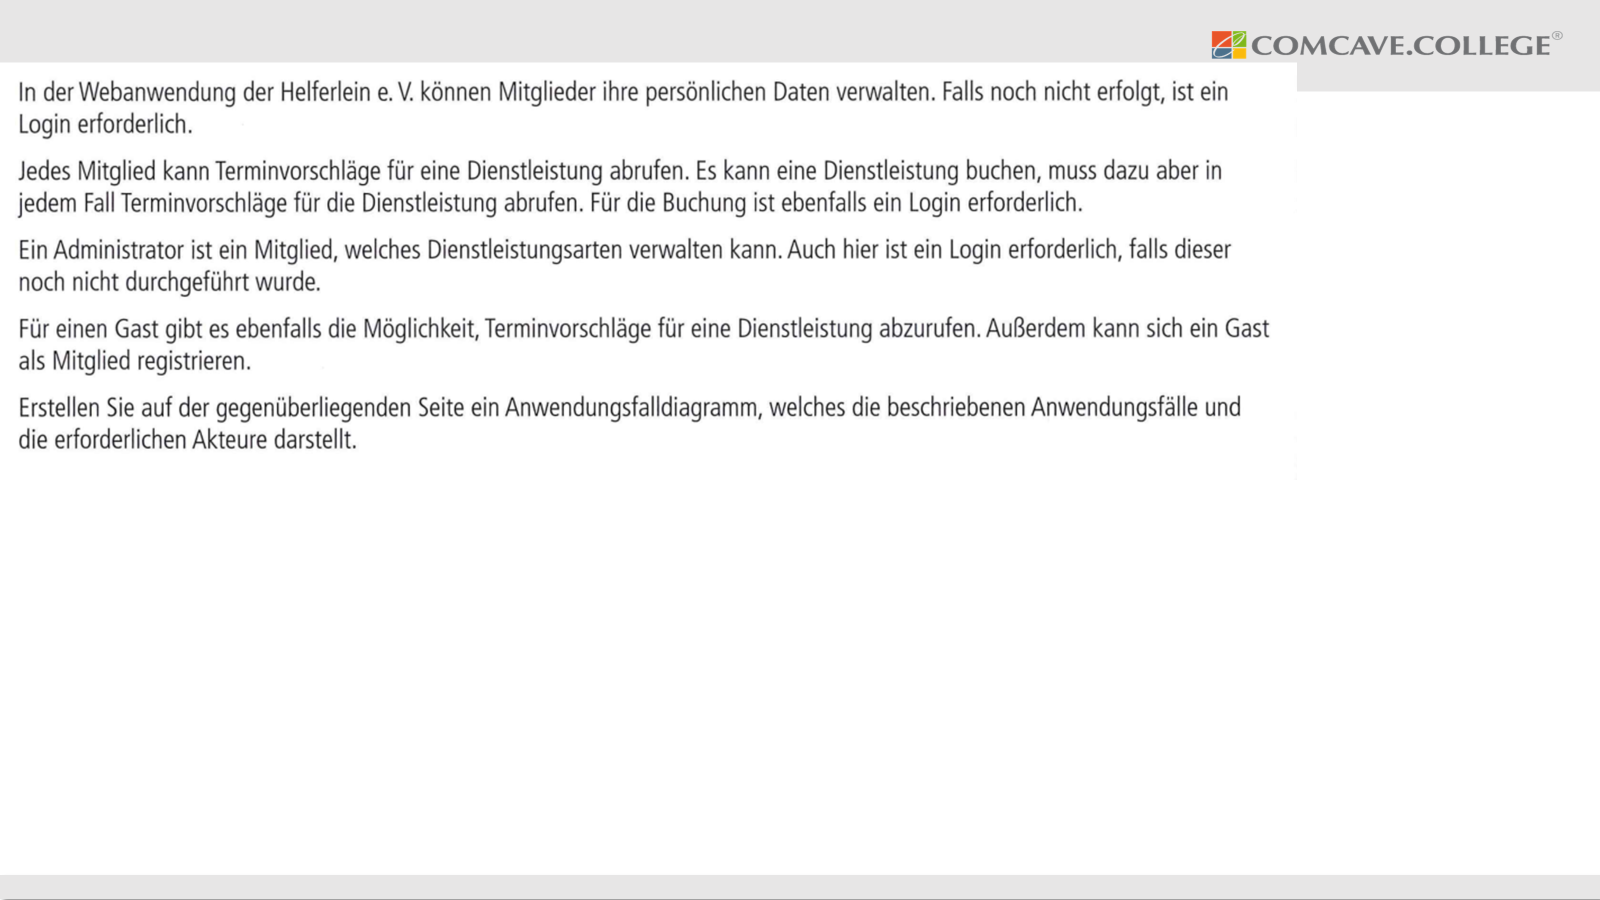 COMCAVE.COLLEGE®
In der Webanwendung der Helferlein e. V. können Mitglieder ihre persönlichen Daten verwalten. Falls noch nicht erfolgt, ist ein
Login erforderlich.
Jedes Mitglied kann Terminvorschläge für eine Dienstleistung abrufen. Es kann eine Dienstleistung buchen, muss dazu aber in
jedem Fall Terminvorschläge für die Dienstleistung abrufen. Für die Buchung ist ebenfalls ein Login erforderlich.
Ein Administrator ist ein Mitglied, welches Dienstleistungsarten verwalten kann. Auch hier ist ein Login erforderlich, falls dieser
noch nicht durchgeführt wurde.
Für einen Gast gibt es ebenfalls die Möglichkeit, Terminvorschläge für eine Dienstleistung abzurufen. Außerdem kann sich ein Gast
als Mitglied registrieren.
Erstellen Sie auf der gegenüberliegenden Seite ein Anwendungsfalldiagramm, welches die beschriebenen Anwendungsfälle und
die erforderlichen Akteure darstellt.